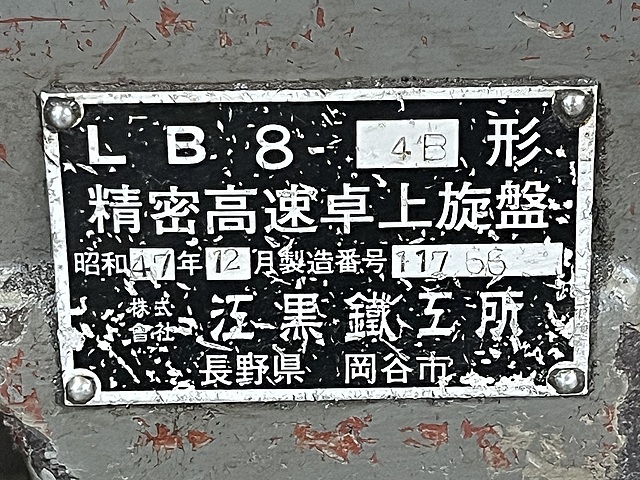 LB8-4B形
精密高速卓上旋盤
昭和47年12月製造番号11766
株式會社 江黒鐵工所
長野県 岡谷市